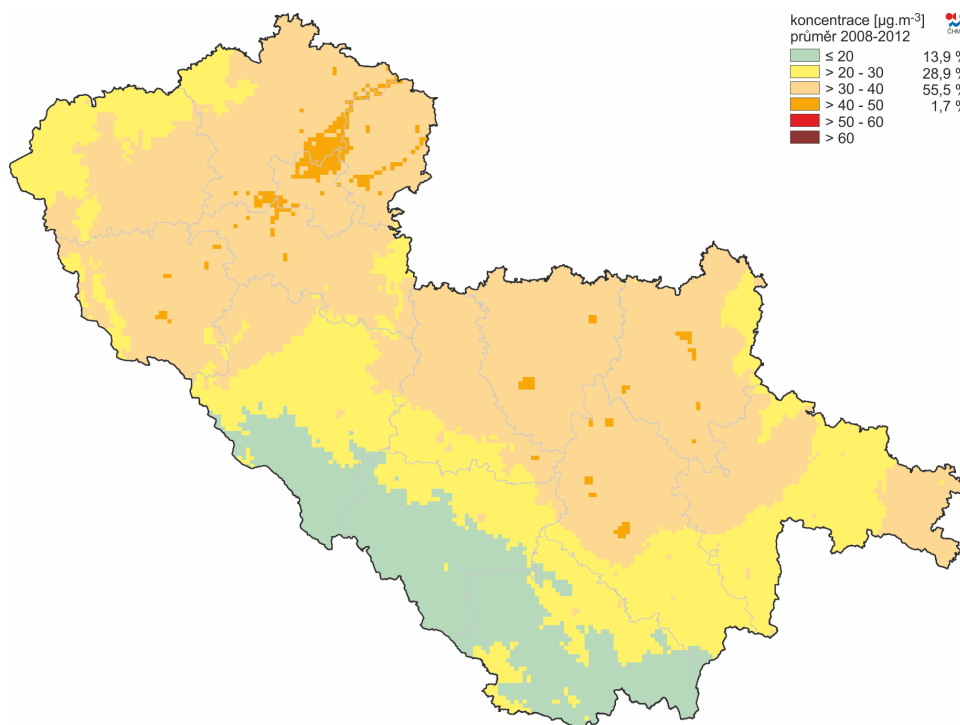 koncentrace [µg.m-³]
průměr 2008-2012
≤ 20 13,9 %
> 20 - 30 28,9 %
> 30 - 40 55,5 %
> 40 - 50 1,7 %
> 50 - 60
> 60